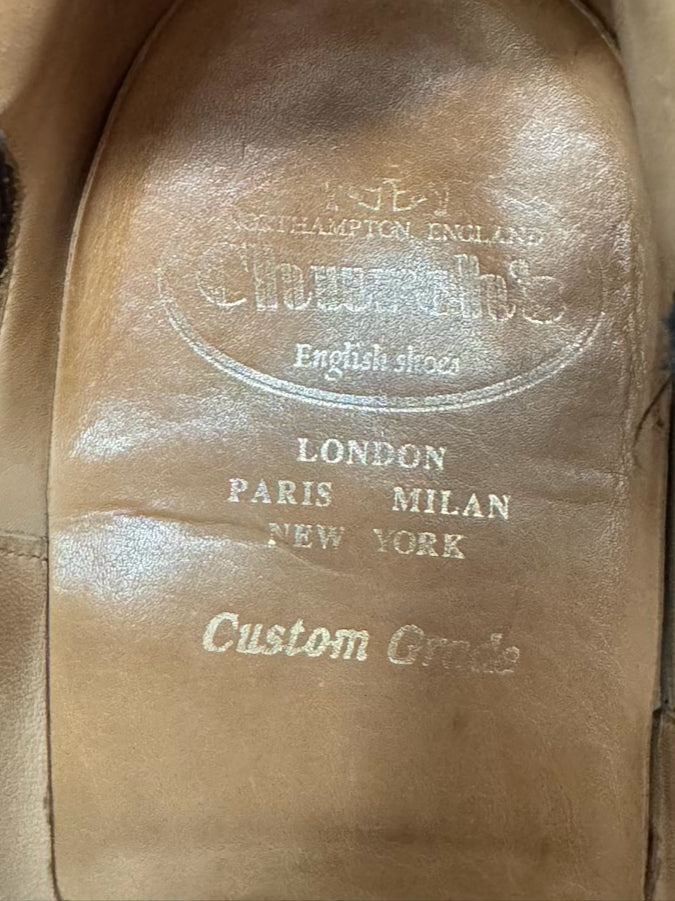 NORTHAMPTON, ENGLAND
Church's
English shoes
LONDON
PARIS MILAN
NEW YORK
Custom Grade